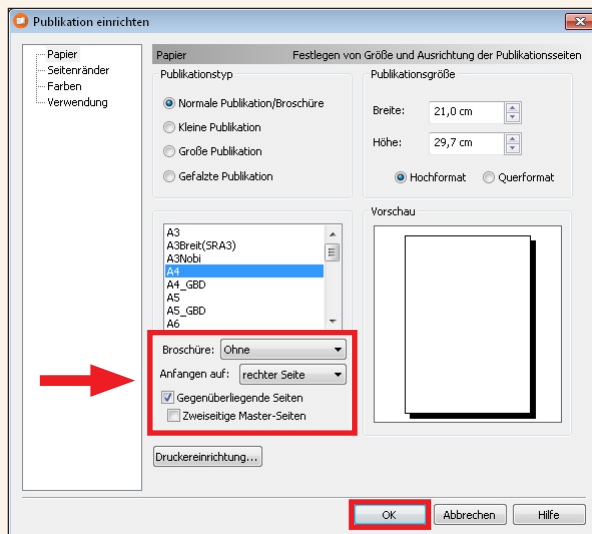 Publikation einrichten
Papier
Seitenränder
Farben
Verwendung
Papier Festlegen von Größe und Ausrichtung der Publikationsseiten
Publikationstyp
Normale Publikation/Broschüre
Kleine Publikation
Große Publikation
Gefalzte Publikation
Publikationsgröße
Breite: 21,0 cm
Höhe: 29,7 cm
Hochformat Querformat
A3
A3Breit(SRA3)
A3Nobi
A4
A4_GBD
A5
A5_GBD
A6
Broschüre: Ohne
Anfangen auf: rechter Seite
Gegenüberliegende Seiten
Zweiseitige Master-Seiten
Vorschau
Druckereinrichtung...
OK Abbrechen Hilfe